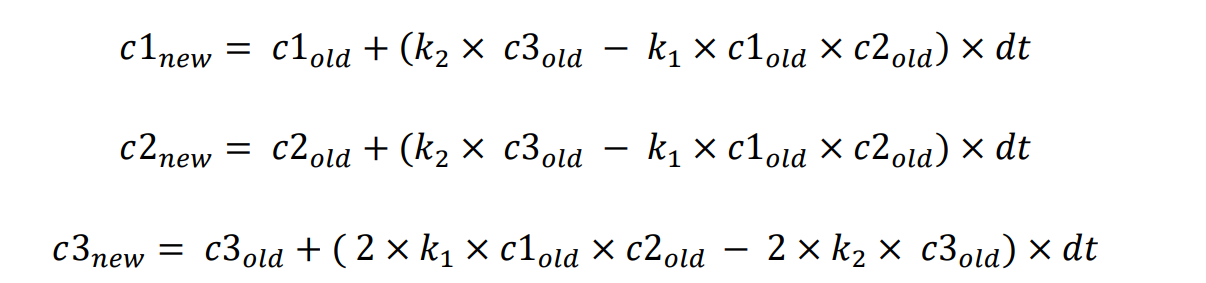 c1new = c1old + (k2 × c3old − k1 × c1old × c2old) × dt
c2new = c2old + (k2 × c3old − k1 × c1old × c2old) × dt
c3new = c3old + ( 2 × k1 × c1old × c2old − 2 × k2 × c3old) × dt